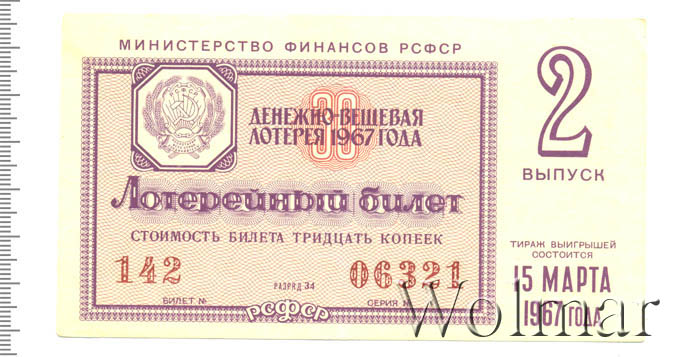 МИНИСТЕРСТВО ФИНАНСОВ РСФСР
РСФСР
30
ДЕНЕЖНО-ВЕЩЕВАЯ
ЛОТЕРЕЯ 1967 ГОДА
Лотерейный билет
СТОИМОСТЬ БИЛЕТА ТРИДЦАТЬ КОПЕЕК
142
06321
БИЛЕТ №
РАЗРЯД 34
СЕРИЯ №
РСФСР
2
ВЫПУСК
ТИРАЖ ВЫИГРЫШЕЙ
СОСТОИТСЯ
15 МАРТА
1967 ГОДА
Wolmar